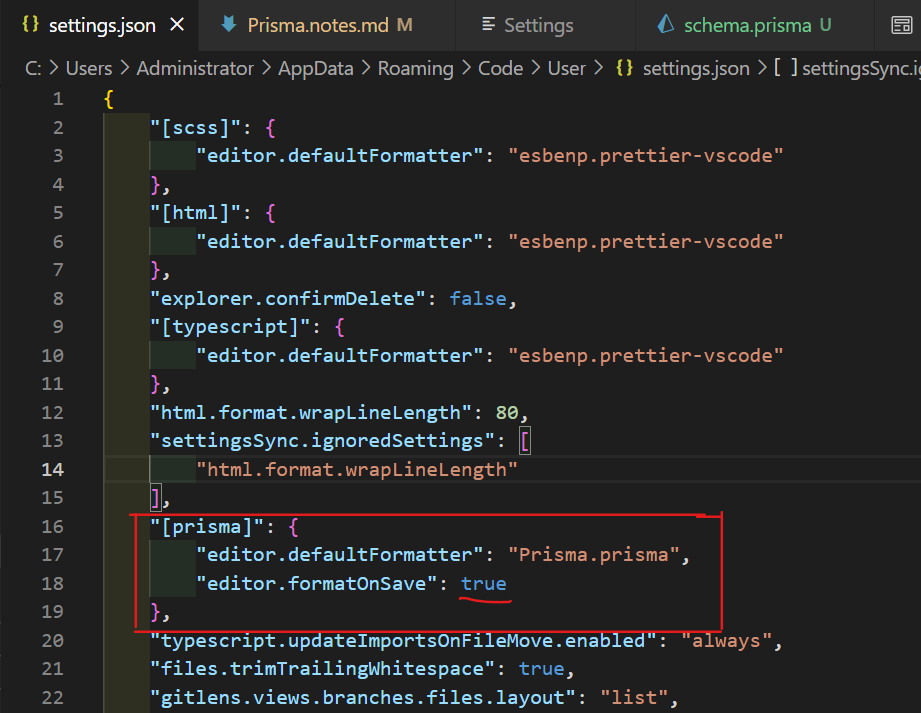 {} settings.json × Prisma.notes.md M Settings schema.prisma U
C: > Users > Administrator > AppData > Roaming > Code > User > {} settings.json > [ ] settingsSync.ig
1 {
2 "[scss]": {
3 "editor.defaultFormatter": "esbenp.prettier-vscode"
4 },
5 "[html]": {
6 "editor.defaultFormatter": "esbenp.prettier-vscode"
7 },
8 "explorer.confirmDelete": false,
9 "[typescript]": {
10 "editor.defaultFormatter": "esbenp.prettier-vscode"
11 },
12 "html.format.wrapLineLength": 80,
13 "settingsSync.ignoredSettings": [
14 "html.format.wrapLineLength"
15 ],
16 "[prisma]": {
17 "editor.defaultFormatter": "Prisma.prisma",
18 "editor.formatOnSave": true
19 },
20 "typescript.updateImportsOnFileMove.enabled": "always",
21 "files.trimTrailingWhitespace": true,
22 "gitlens.views.branches.files.layout": "list",